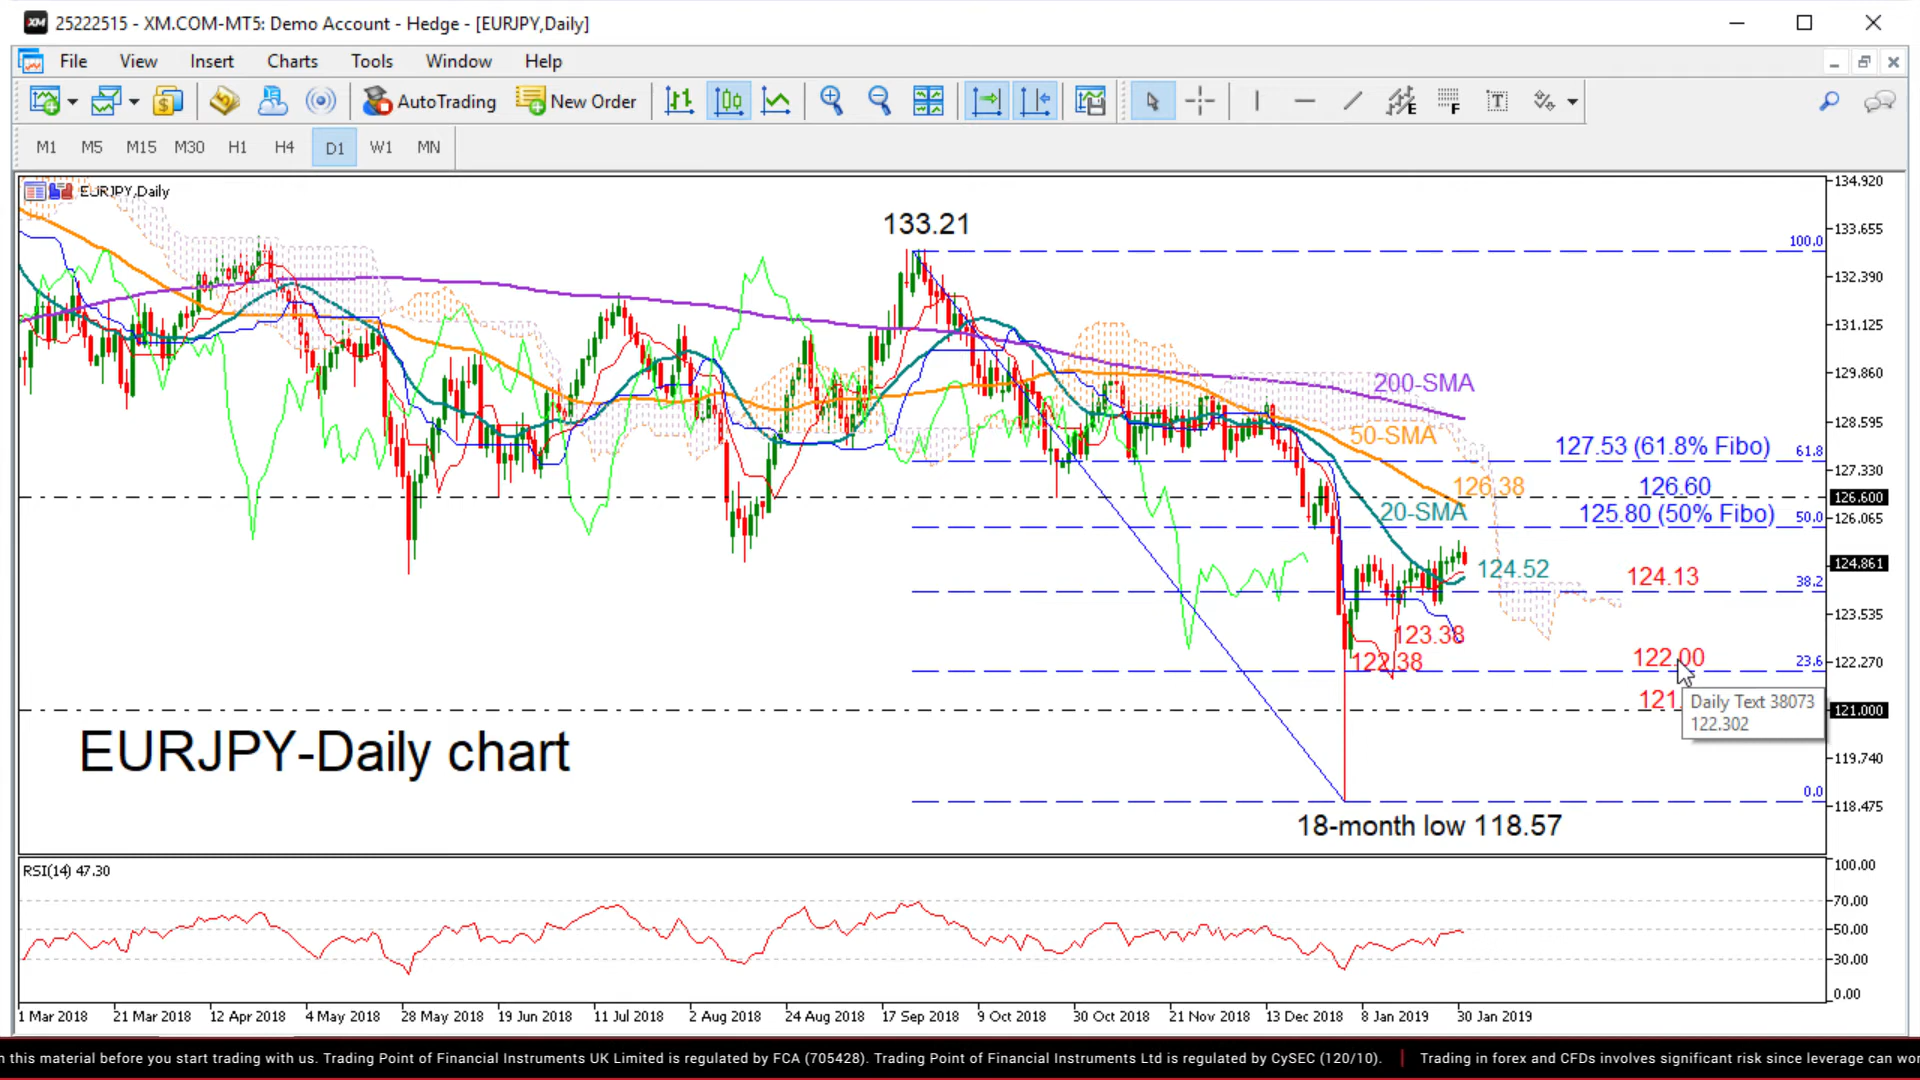 25222515 - XM.COM-MT5: Demo Account - Hedge - [EURJPY,Daily]
File View Insert Charts Tools Window Help
AutoTrading New Order
M1 M5 M15 M30 H1 H4 D1 W1 MN
EURJPY,Daily
134.920
133.21
133.655
100.0
132.390
131.125
129.860
200-SMA
128.595
50-SMA
127.53 (61.8% Fibo)
61.8
127.330
126.38
126.60
126.600
20-SMA
125.80 (50% Fibo)
50.0
126.065
124.861
124.52
124.13
38.2
123.535
123.38
122.38
122.00
23.6
122.270
121.
Daily Text 38073
122.302
121.000
EURJPY-Daily chart
119.740
0.0
118.475
18-month low 118.57
RSI(14) 47.30
100.00
70.00
50.00
30.00
0.00
1 Mar 2018 21 Mar 2018 12 Apr 2018 4 May 2018 28 May 2018 19 Jun 2018 11 Jul 2018 2 Aug 2018 24 Aug 2018 17 Sep 2018 9 Oct 2018 30 Oct 2018 21 Nov 2018 13 Dec 2018 8 Jan 2019 30 Jan 2019
this material before you start trading with us. Trading Point of Financial Instruments UK Limited is regulated by FCA (705428). Trading Point of Financial Instruments Ltd is regulated by CySEC (120/10). | Trading in forex and CFDs involves significant risk since leverage can